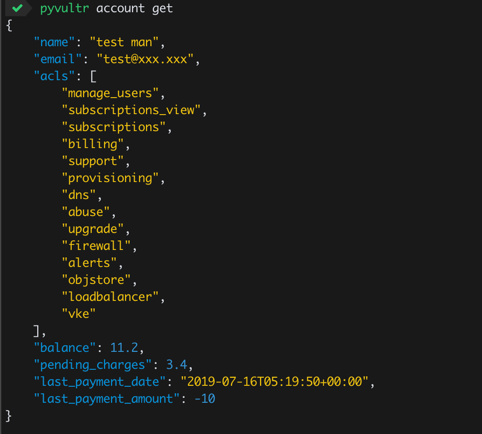 ✔ pyvultr account get
{
    "name": "test man",
    "email": "test@xxx.xxx",
    "acls": [
        "manage_users",
        "subscriptions_view",
        "subscriptions",
        "billing",
        "support",
        "provisioning",
        "dns",
        "abuse",
        "upgrade",
        "firewall",
        "alerts",
        "objstore",
        "loadbalancer",
        "vke"
    ],
    "balance": 11.2,
    "pending_charges": 3.4,
    "last_payment_date": "2019-07-16T05:19:50+00:00",
    "last_payment_amount": -10
}